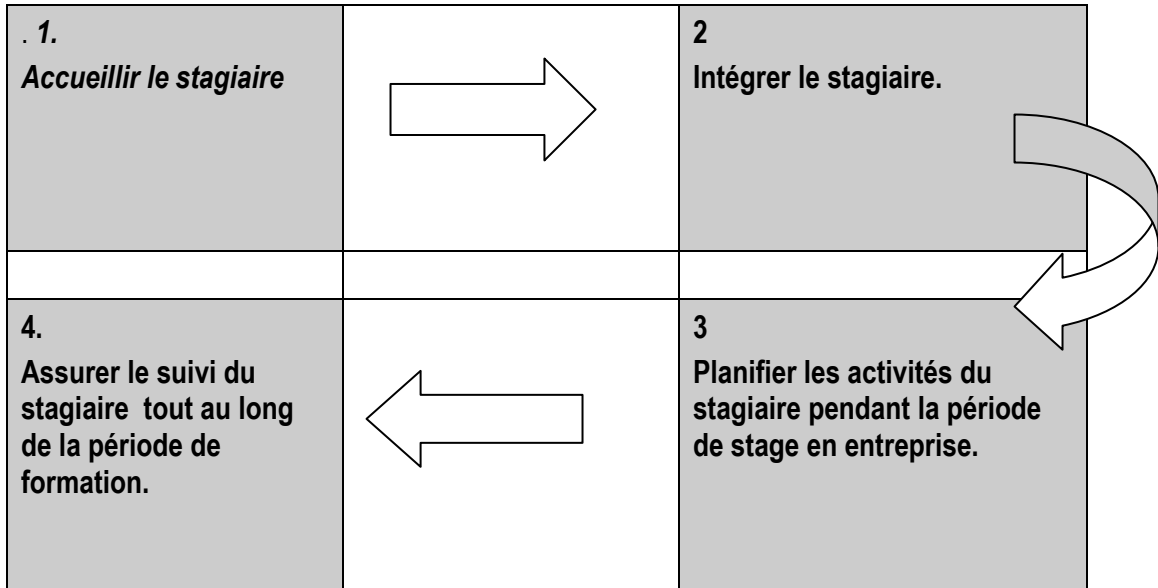 . 1.
Accueillir le stagiaire
2
Intégrer le stagiaire.
3
Planifier les activités du
stagiaire pendant la période
de stage en entreprise.
4.
Assurer le suivi du
stagiaire tout au long
de la période de
formation.